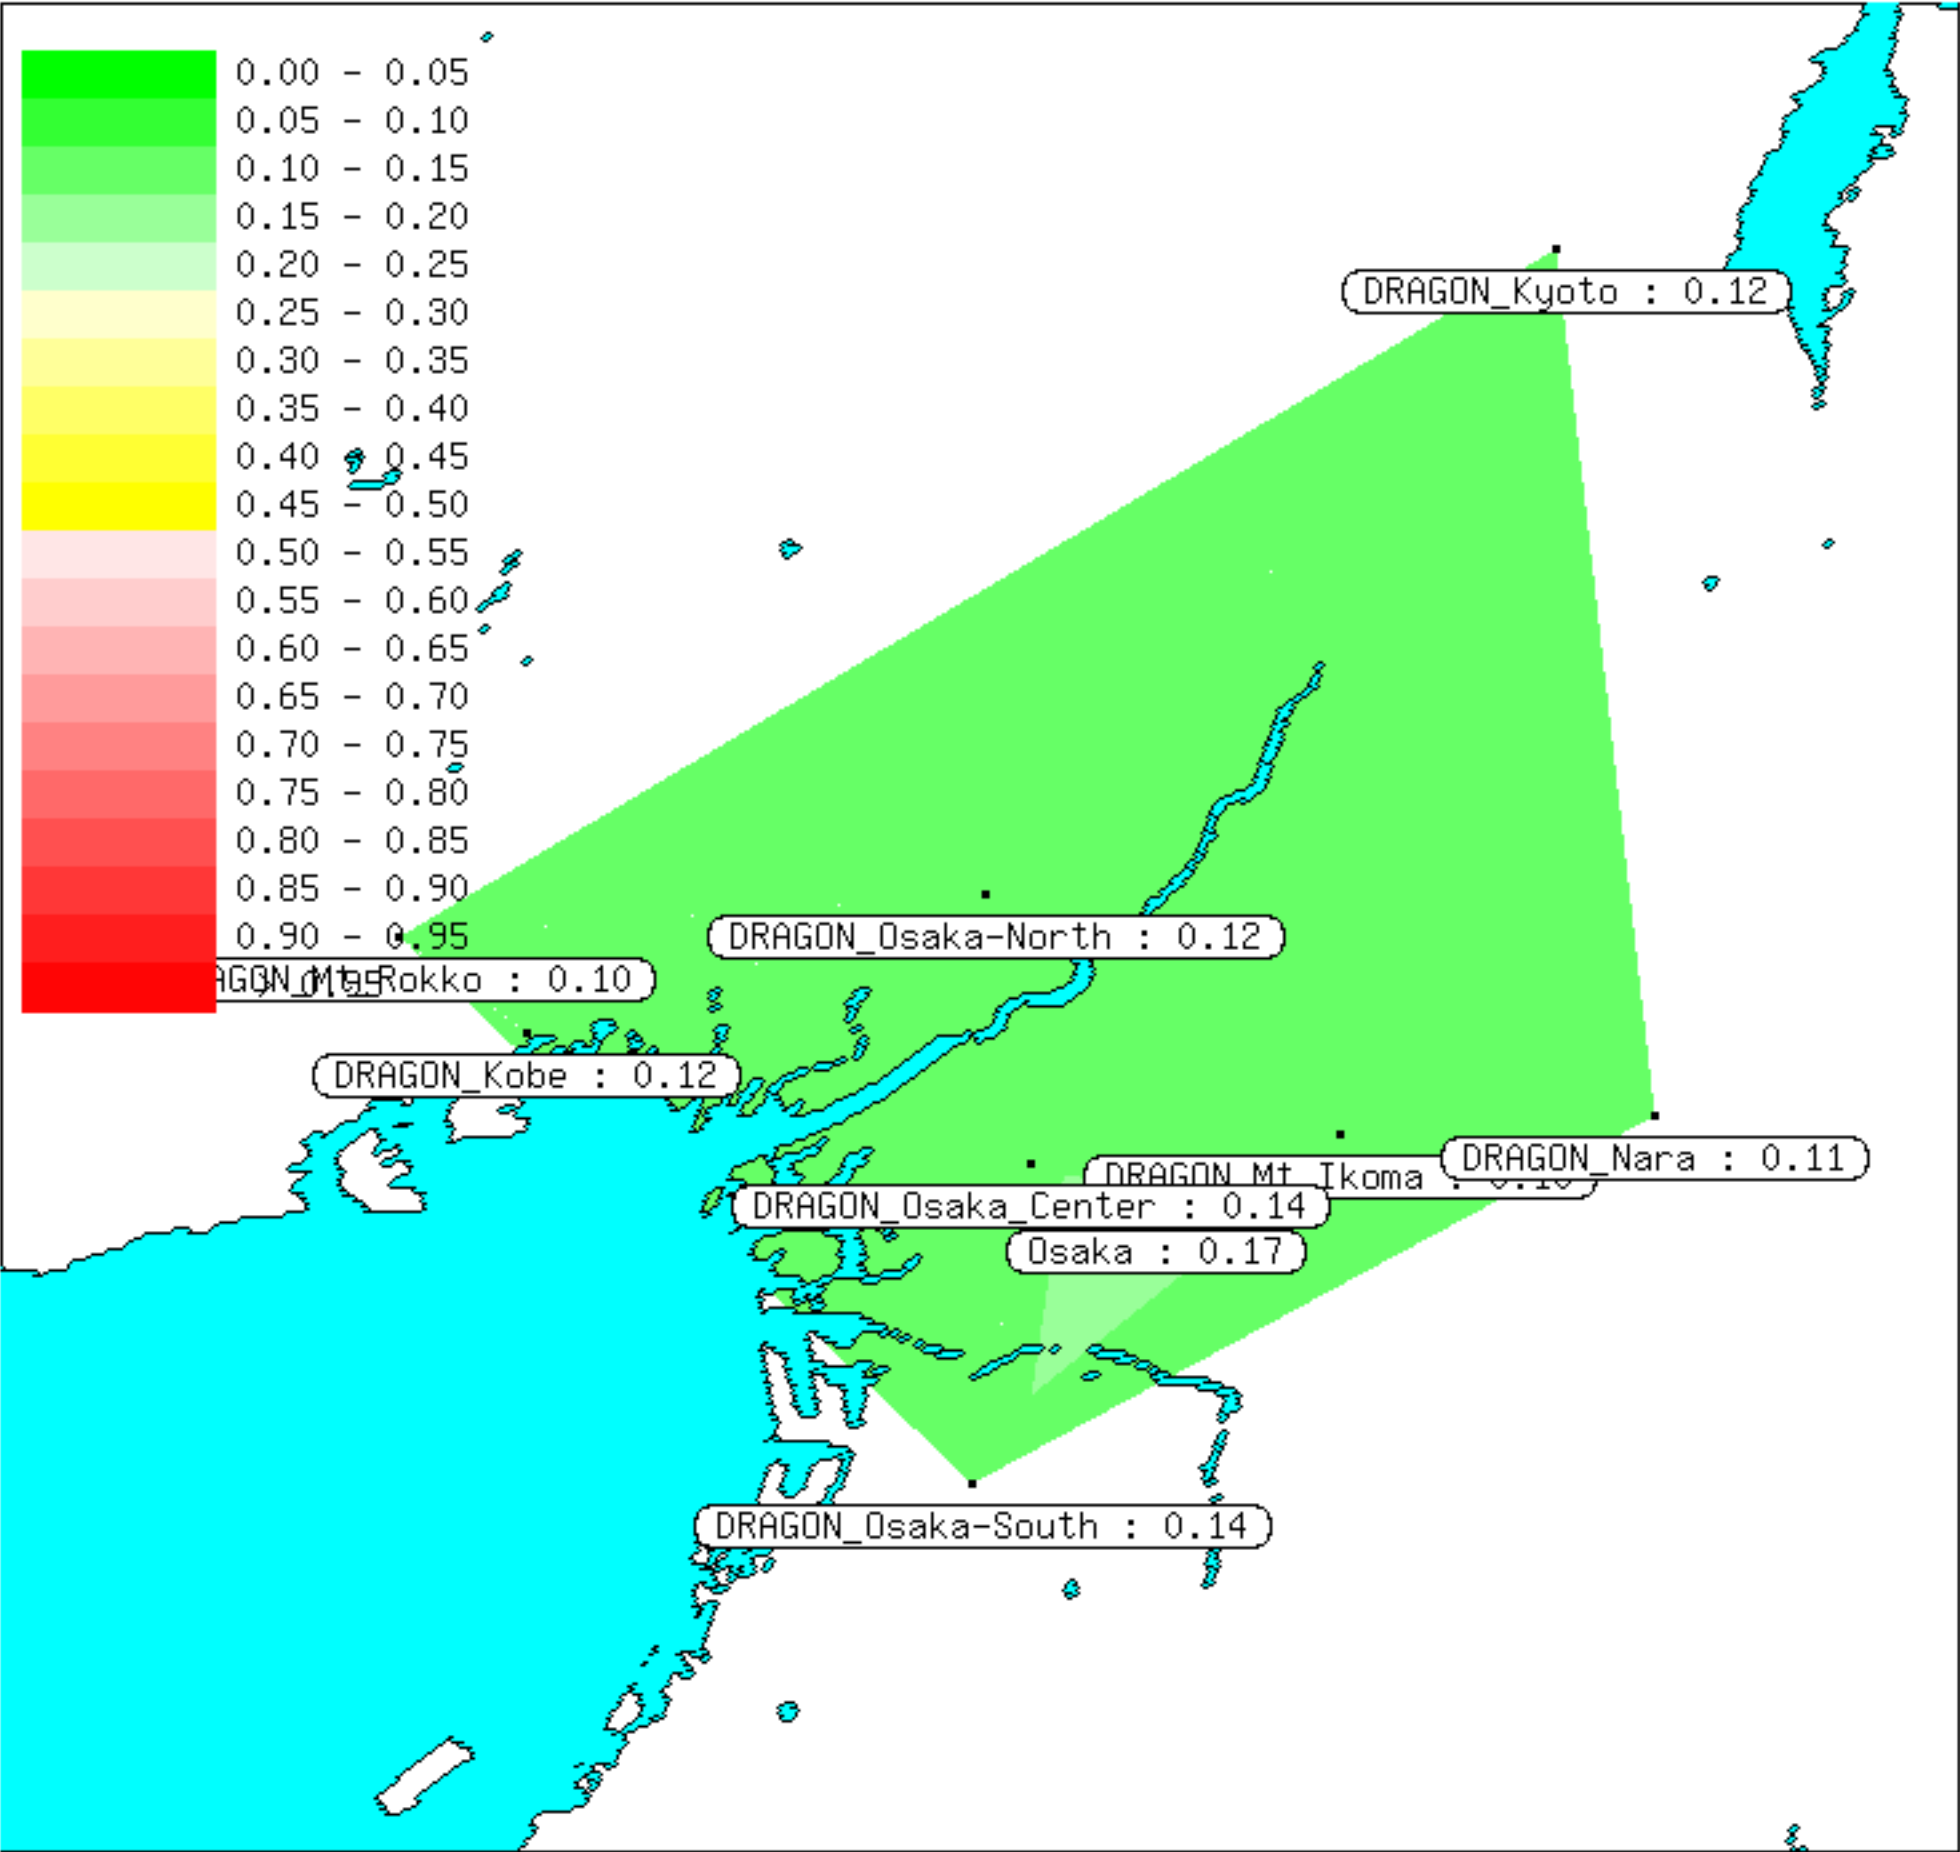 0.00 - 0.05
0.05 - 0.10
0.10 - 0.15
0.15 - 0.20
0.20 - 0.25
0.25 - 0.30
DRAGON_Kyoto : 0.12
0.30 - 0.35
0.35 - 0.40
0.40 - 0.45
0.45 - 0.50
0.50 - 0.55
0.55 - 0.60
0.60 - 0.65
0.65 - 0.70
0.70 - 0.75
0.75 - 0.80
0.80 - 0.85
0.85 - 0.90
0.90 - 0.95
DRAGON_Osaka-North : 0.12
AGON_Mt_Rokko : 0.10
DRAGON_Kobe : 0.12
DRAGON_Nara : 0.11
DRAGON_Mt_Ikoma :
DRAGON_Osaka_Center : 0.14
Osaka : 0.17
DRAGON_Osaka-South : 0.14